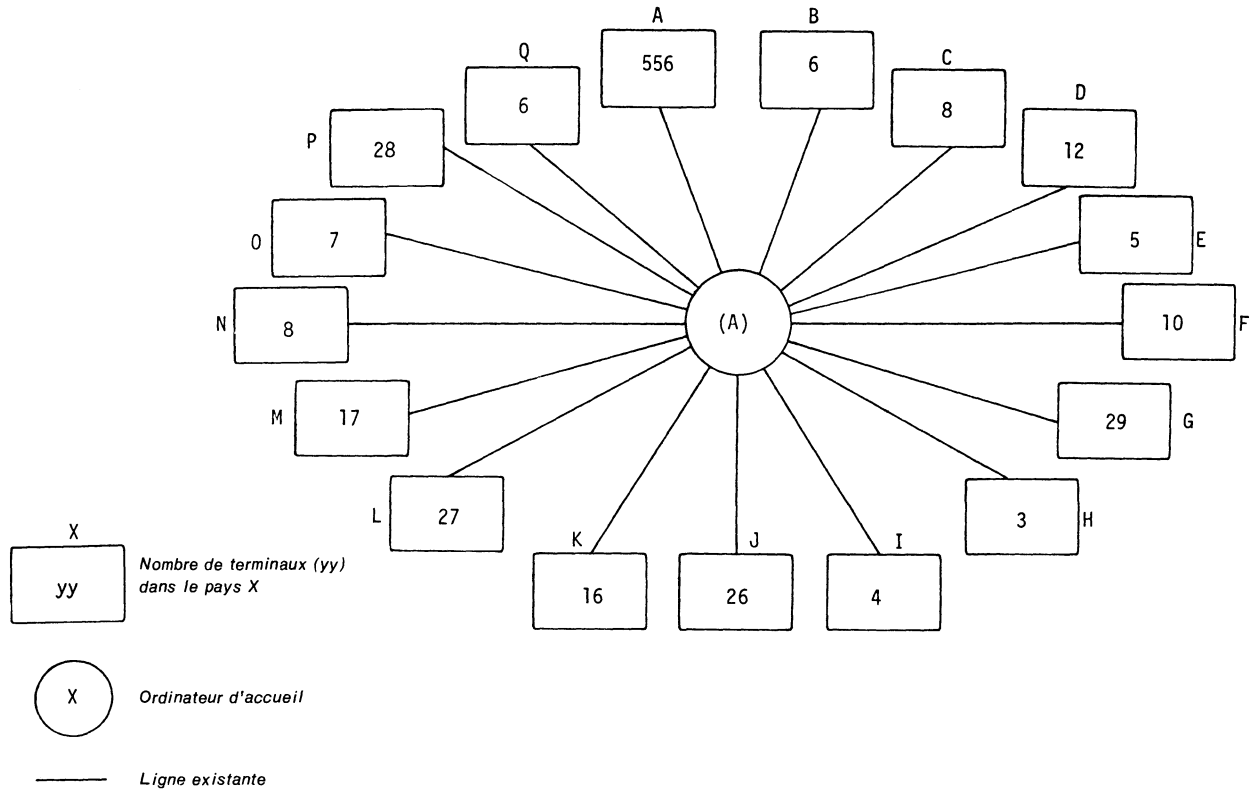 A
556
B
6
C
8
D
12
Q
6
P
28
E
5
O
7
(A)
F
10
N
8
G
29
M
17
H
3
L
27
K
16
J
26
I
4
X
yy
Nombre de terminaux (yy)
dans le pays X
X
Ordinateur d'accueil
Ligne existante